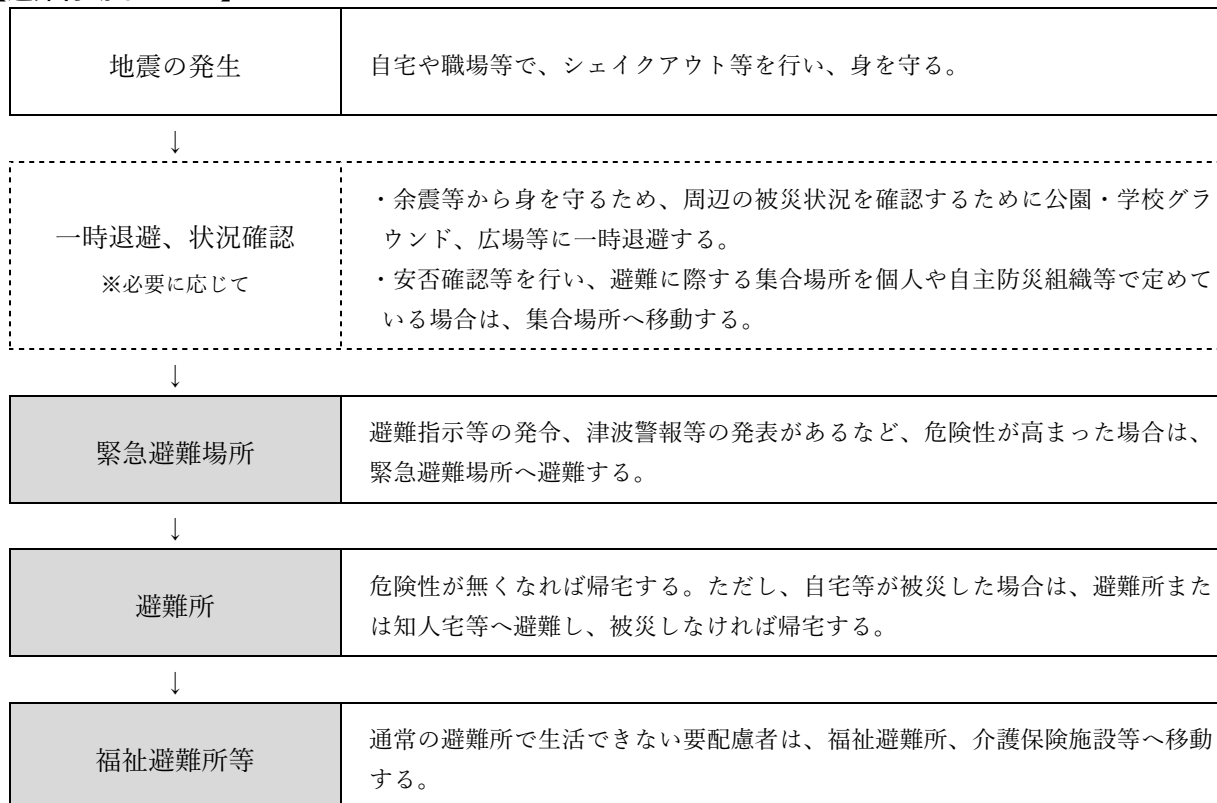 地震の発生
自宅や職場等で、シェイクアウト等を行い、身を守る。
↓
一時退避、状況確認
※必要に応じて
・余震等から身を守るため、周辺の被災状況を確認するために公園・学校グラ
ウンド、広場等に一時退避する。
・安否確認等を行い、避難に際する集合場所を個人や自主防災組織等で定めて
いる場合は、集合場所へ移動する。
↓
緊急避難場所
避難指示等の発令、津波警報等の発表があるなど、危険性が高まった場合は、
緊急避難場所へ避難する。
↓
避難所
危険性が無くなれば帰宅する。ただし、自宅等が被災した場合は、避難所また
は知人宅等へ避難し、被災しなければ帰宅する。
↓
福祉避難所等
通常の避難所で生活できない要配慮者は、福祉避難所、介護保険施設等へ移動
する。